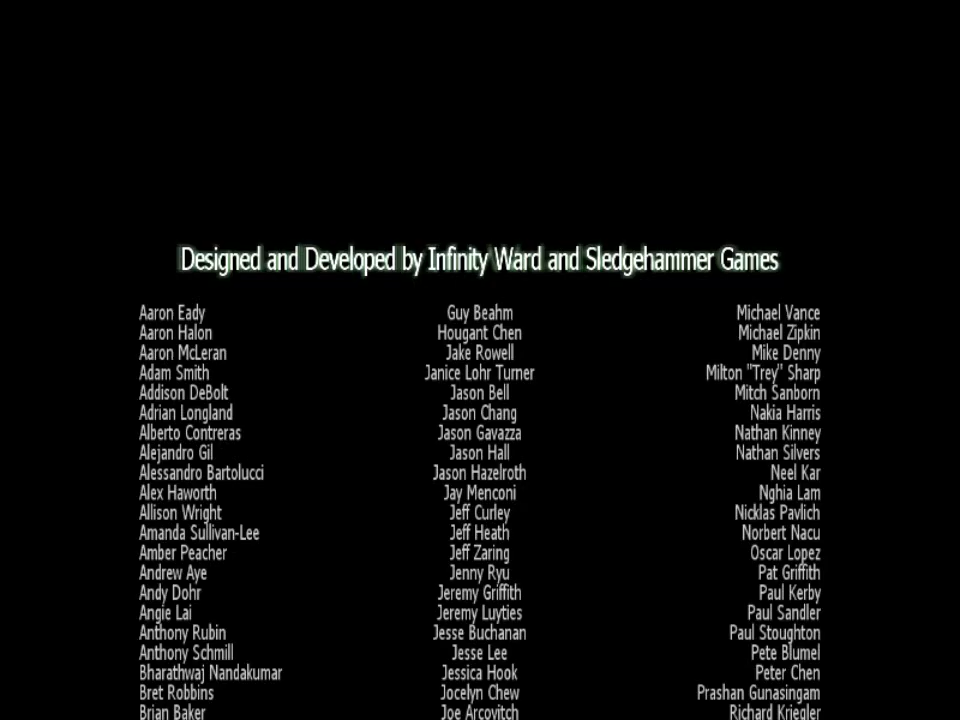 Designed and Developed by Infinity Ward and Sledgehammer Games
Aaron Eady Guy Beahm Michael Vance
Aaron Halon Hougant Chen Michael Zipkin
Aaron McLeran Jake Rowell Mike Denny
Adam Smith Janice Lohr Turner Milton "Trey" Sharp
Addison DeBolt Jason Bell Mitch Sanborn
Adrian Longland Jason Chang Nakia Harris
Alberto Contreras Jason Gavazza Nathan Kinney
Alejandro Gil Jason Hall Nathan Silvers
Alessandro Bartolucci Jason Hazelroth Neel Kar
Alex Haworth Jay Menconi Nghia Lam
Allison Wright Jeff Curley Nicklas Pavlich
Amanda Sullivan-Lee Jeff Heath Norbert Nacu
Amber Peacher Jeff Zaring Oscar Lopez
Andrew Aye Jenny Ryu Pat Griffith
Andy Dohr Jeremy Griffith Paul Kerby
Angie Lai Jeremy Luyties Paul Sandler
Anthony Rubin Jesse Buchanan Paul Stoughton
Anthony Schmill Jesse Lee Pete Blumel
Bharathwaj Nandakumar Jessica Hook Peter Chen
Bret Robbins Jocelyn Chew Prashan Gunasingam
Brian Baker Joe Arcovitch Richard Kriegler